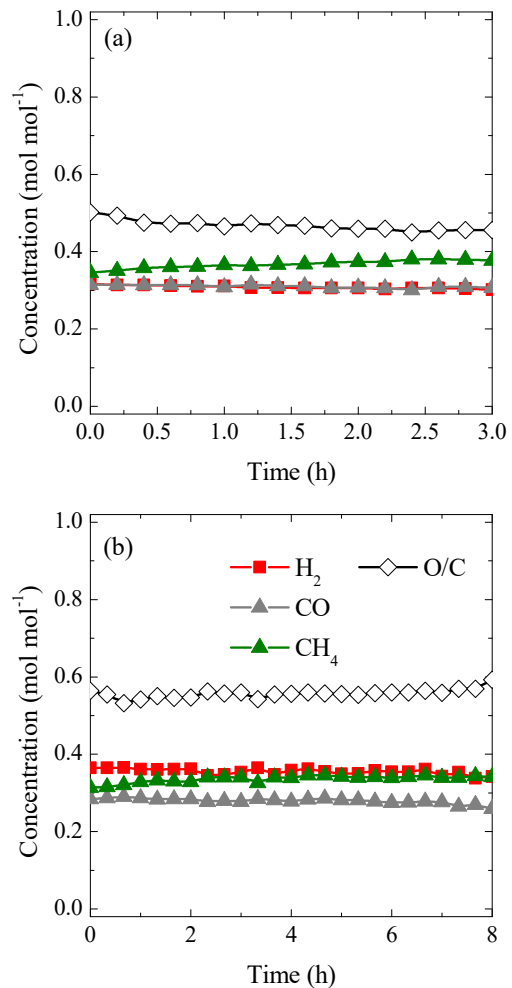 (a)
Concentration (mol mol⁻¹)
1.0
0.8
0.6
0.4
0.2
0.0
0.0 0.5 1.0 1.5 2.0 2.5 3.0
Time (h)
(b)
H₂ O/C
CO
CH₄
Concentration (mol mol⁻¹)
1.0
0.8
0.6
0.4
0.2
0.0
0 2 4 6 8
Time (h)